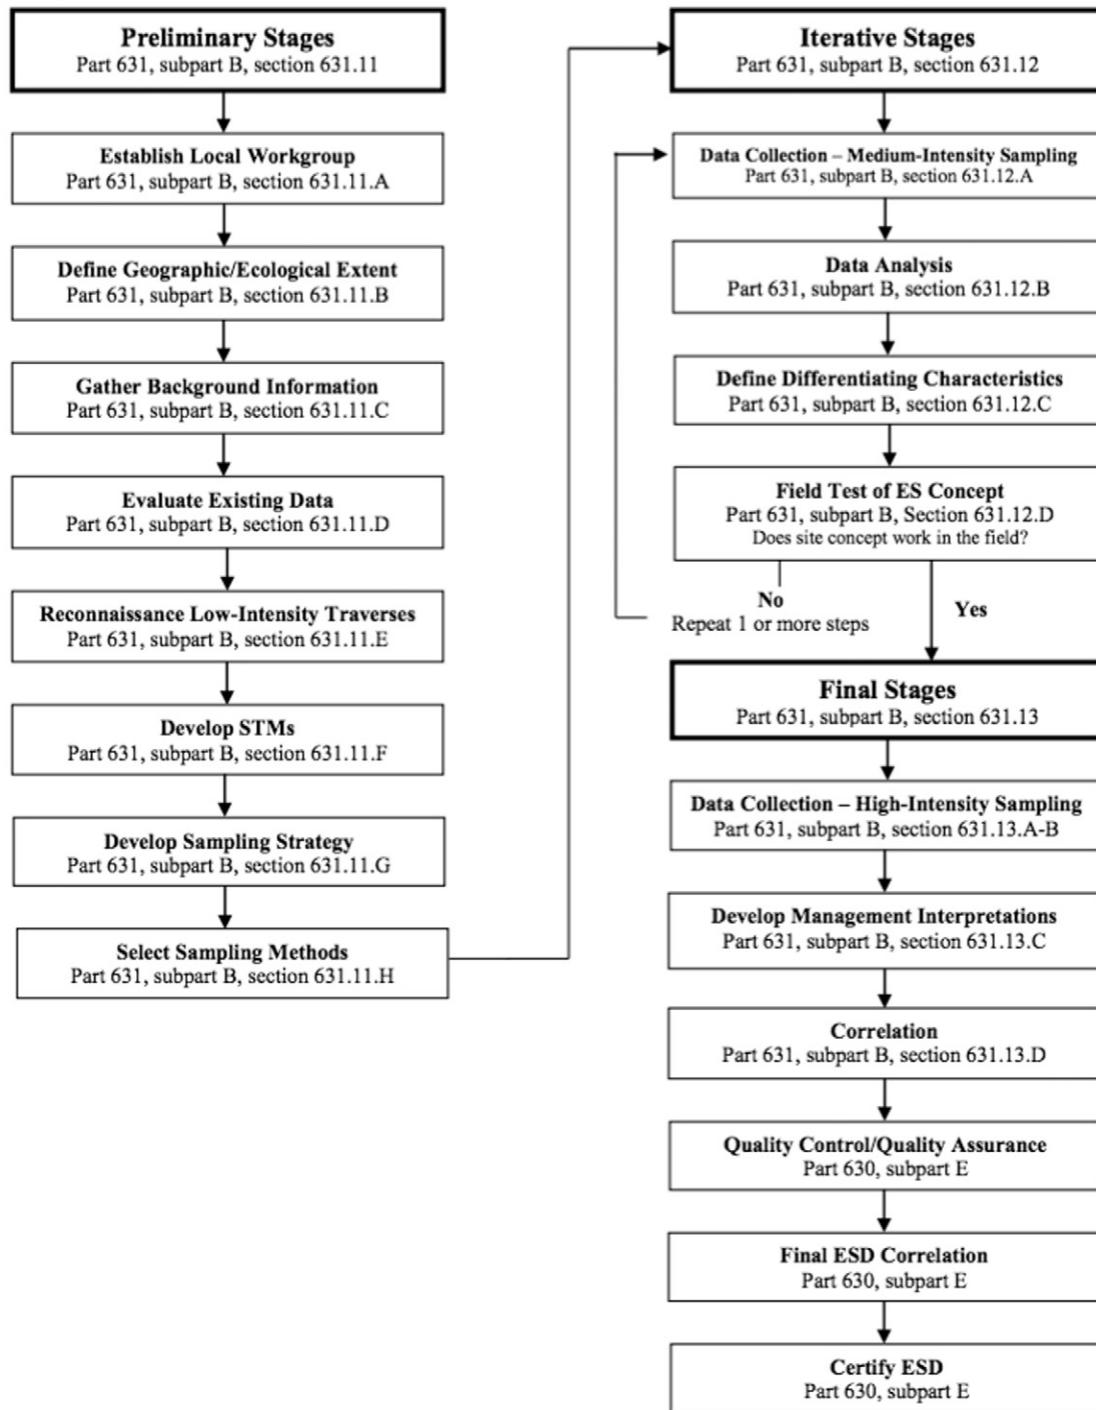 Preliminary Stages
Part 631, subpart B, section 631.11
Establish Local Workgroup
Part 631, subpart B, section 631.11.A
Define Geographic/Ecological Extent
Part 631, subpart B, section 631.11.B
Gather Background Information
Part 631, subpart B, section 631.11.C
Evaluate Existing Data
Part 631, subpart B, section 631.11.D
Reconnaissance Low-Intensity Traverses
Part 631, subpart B, section 631.11.E
Develop STMs
Part 631, subpart B, section 631.11.F
Develop Sampling Strategy
Part 631, subpart B, section 631.11.G
Select Sampling Methods
Part 631, subpart B, section 631.11.H
Iterative Stages
Part 631, subpart B, section 631.12
Data Collection – Medium-Intensity Sampling
Part 631, subpart B, section 631.12.A
Data Analysis
Part 631, subpart B, section 631.12.B
Define Differentiating Characteristics
Part 631, subpart B, section 631.12.C
Field Test of ES Concept
Part 631, subpart B, Section 631.12.D
Does site concept work in the field?
No
Repeat 1 or more steps
Yes
Final Stages
Part 631, subpart B, section 631.13
Data Collection – High-Intensity Sampling
Part 631, subpart B, section 631.13.A-B
Develop Management Interpretations
Part 631, subpart B, section 631.13.C
Correlation
Part 631, subpart B, section 631.13.D
Quality Control/Quality Assurance
Part 630, subpart E
Final ESD Correlation
Part 630, subpart E
Certify ESD
Part 630, subpart E